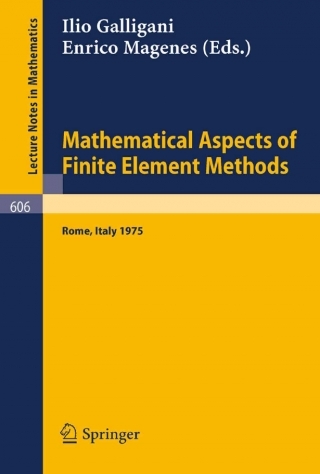 Ilio Galligani
Enrico Magenes (Eds.)
Lecture Notes in Mathematics
Mathematical Aspects of
Finite Element Methods
606
Rome, Italy 1975
Springer